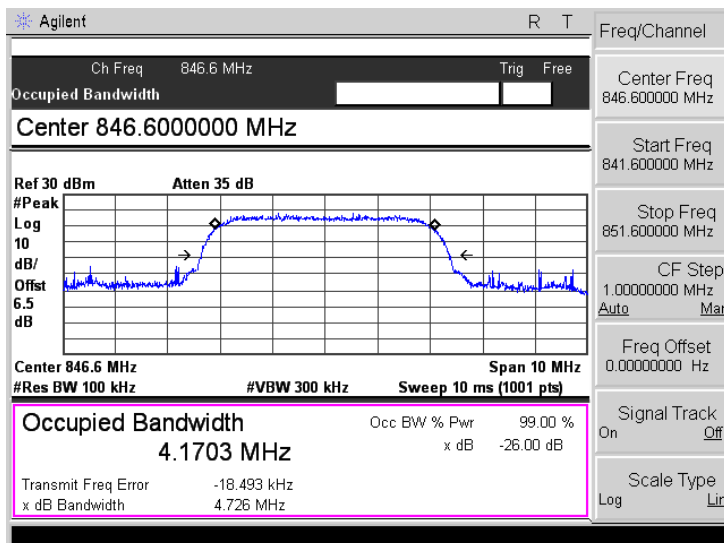 Agilent R T
Ch Freq 846.6 MHz Trig Free
Occupied Bandwidth
Center 846.6000000 MHz
Ref 30 dBm Atten 35 dB
#Peak
Log
10
dB/
Offst
6.5
dB
Center 846.6 MHz Span 10 MHz
#Res BW 100 kHz #VBW 300 kHz Sweep 10 ms (1001 pts)
Occupied Bandwidth Occ BW % Pwr 99.00 %
4.1703 MHz x dB -26.00 dB
Transmit Freq Error -18.493 kHz
x dB Bandwidth 4.726 MHz
Freq/Channel
Center Freq
846.600000 MHz
Start Freq
841.600000 MHz
Stop Freq
851.600000 MHz
CF Step
1.00000000 MHz
Auto Mar
Freq Offset
0.00000000 Hz
Signal Track
On Off
Scale Type
Log Lin